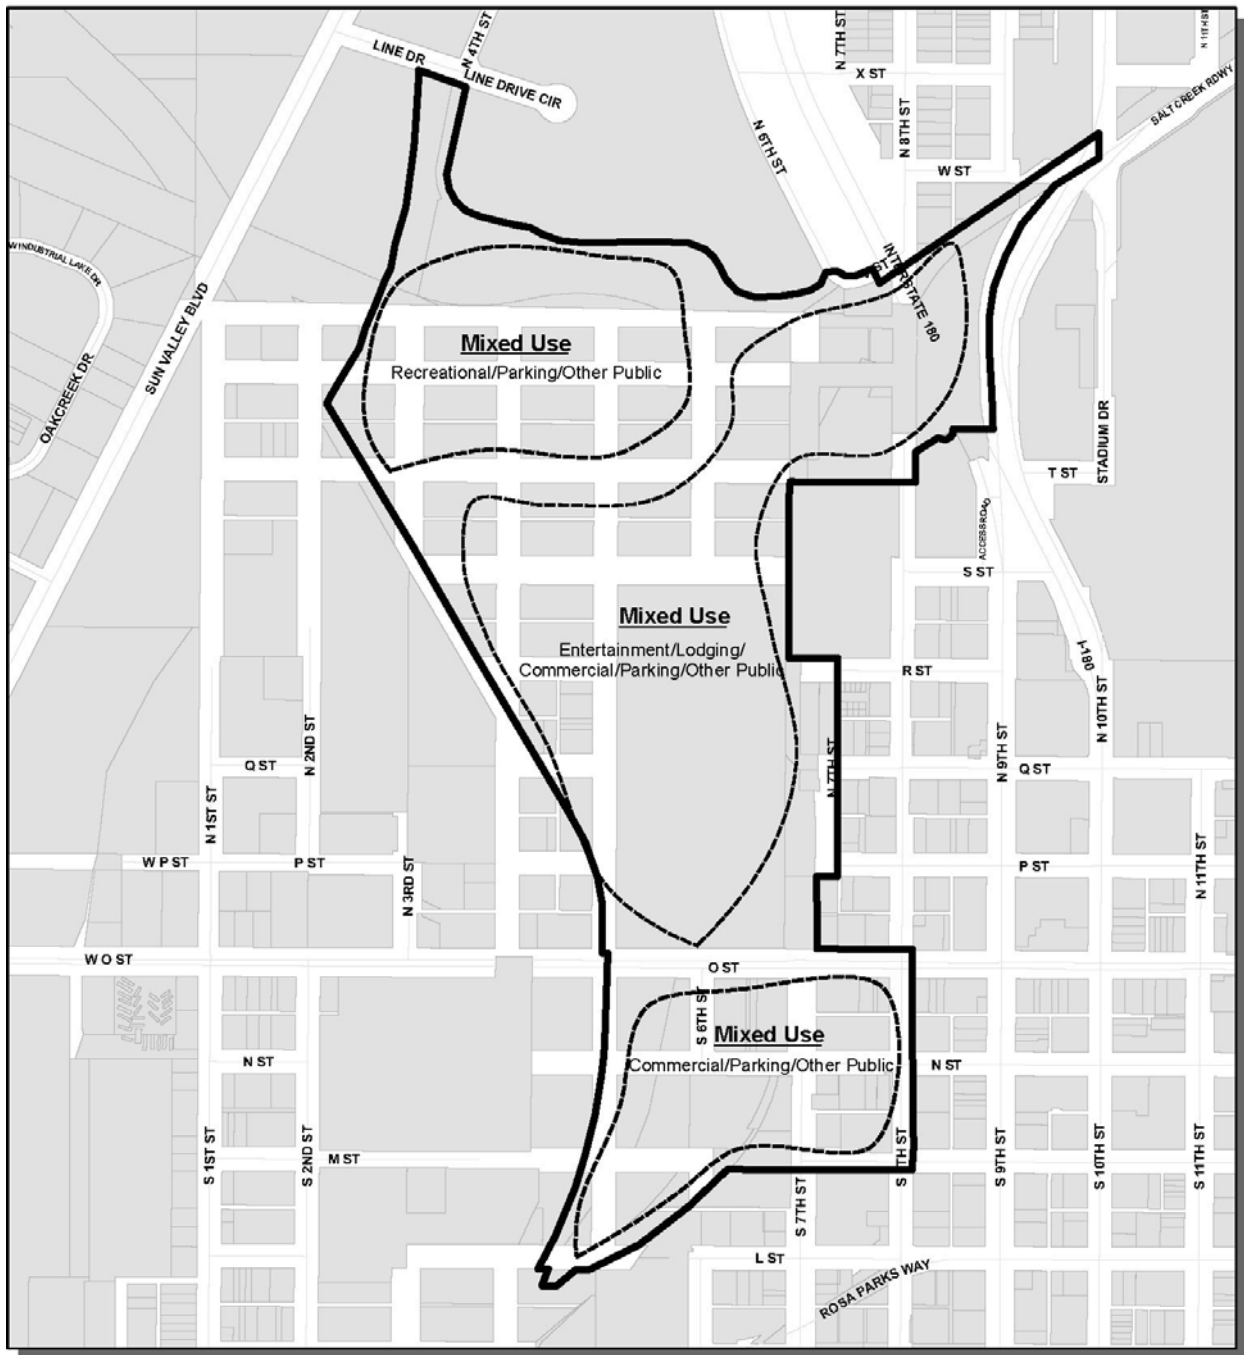 N 4TH ST
LINE DR
LINE DRIVE CIR
N 7TH ST
N 11TH ST
X ST
SALT CREEK RDWY
N 8TH ST
N 6TH ST
W ST
W INDUSTRIAL LAKE DR
INTERSTATE 180
SUN VALLEY BLVD
OAKCREEK DR
Mixed Use
Recreational/Parking/Other Public
STADIUM DR
T ST
ACCESS ROAD
S ST
Mixed Use
Entertainment/Lodging/
Commercial/Parking/Other Public
R ST
I-180
N 10TH ST
N 2ND ST
N 9TH ST
N 7TH ST
Q ST
Q ST
N 1ST ST
W P ST
P ST
P ST
N 3RD ST
N 11TH ST
W O ST
O ST
S 6TH ST
Mixed Use
Commercial/Parking/Other Public
N ST
N ST
S 1ST ST
S 2ND ST
M ST
TH ST
S 9TH ST
S 10TH ST
S 11TH ST
S 7TH ST
L ST
ROSA PARKS WAY